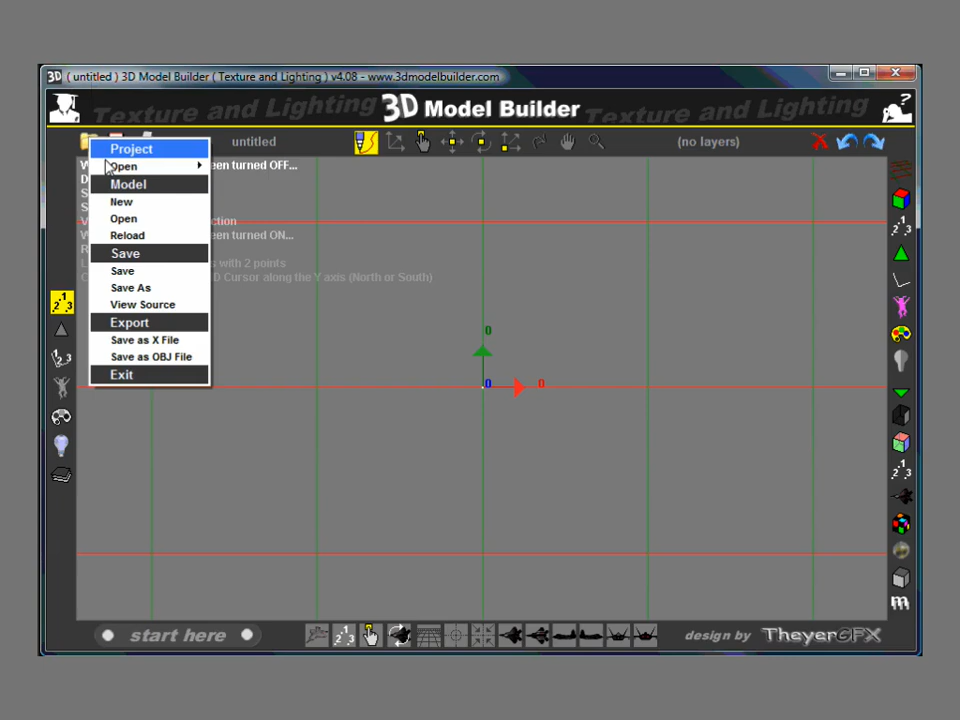 3D ( untitled ) 3D Model Builder ( Texture and Lighting ) v4.08 - www.3dmodelbuilder.com
Texture and Lighting 3D Model Builder Texture and Lighting
untitled (no layers)
Project
Open een turned OFF...
Model
New
Open ction
Reload een turned ON...
Save
Save s with 2 points
D Cursor along the Y axis (North or South)
Save As
View Source
Export
Save as X File
Save as OBJ File
Exit
0
0 0
start here design by TheyerGFX